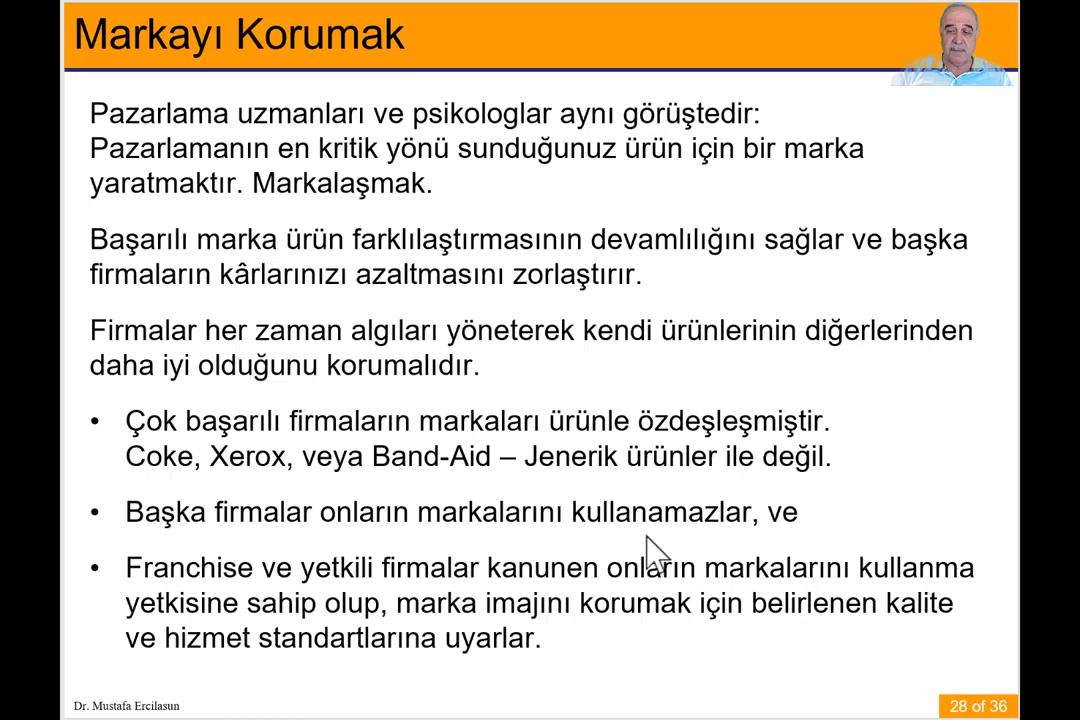 Markayı Korumak
Pazarlama uzmanları ve psikologlar aynı görüştedir:
Pazarlamanın en kritik yönü sunduğunuz ürün için bir marka
yaratmaktır. Markalaşmak.
Başarılı marka ürün farklılaştırmasının devamlılığını sağlar ve başka
firmaların kârlarınızı azaltmasını zorlaştırır.
Firmalar her zaman algıları yöneterek kendi ürünlerinin diğerlerinden
daha iyi olduğunu korumalıdır.
• Çok başarılı firmaların markaları ürünle özdeşleşmiştir.
Coke, Xerox, veya Band-Aid – Jenerik ürünler ile değil.
• Başka firmalar onların markalarını kullanamazlar, ve
• Franchise ve yetkili firmalar kanunen onların markalarını kullanma
yetkisine sahip olup, marka imajını korumak için belirlenen kalite
ve hizmet standartlarına uyarlar.
Dr. Mustafa Ercilasun
28 of 36